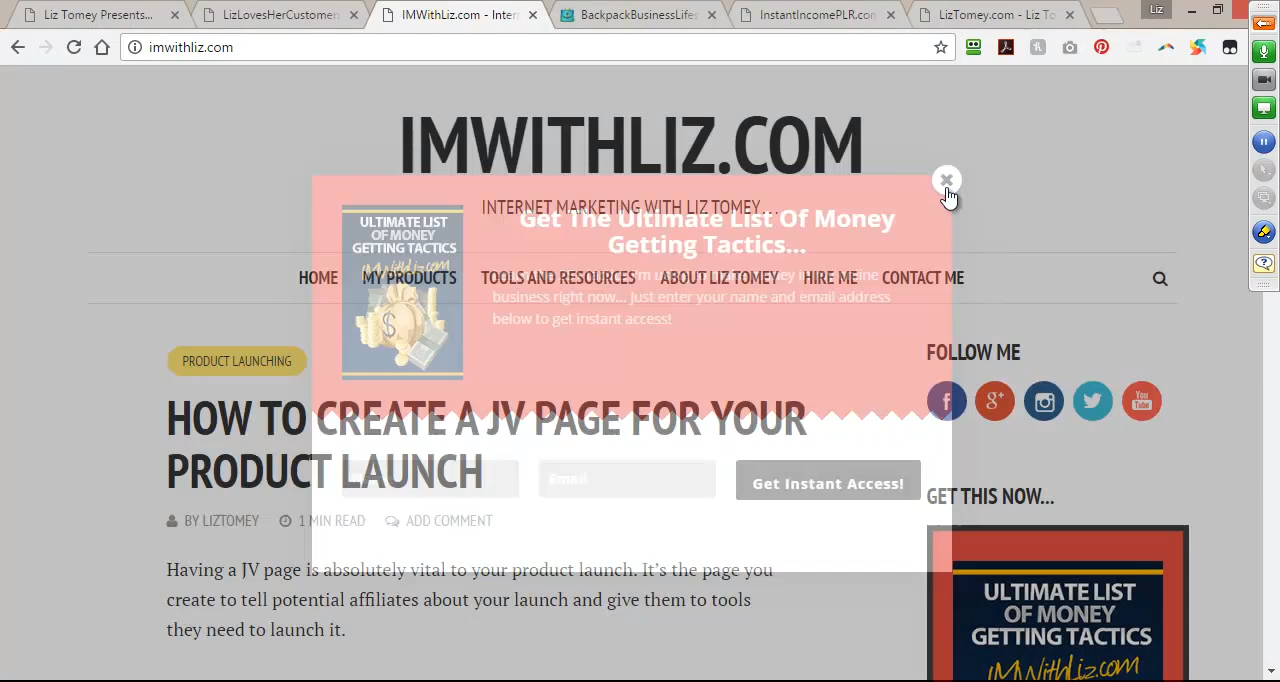 Liz Tomey Presents...
LizLovesHerCustomer
IMWithLiz.com - Inter
BackpackBusinessLifes
InstantIncomePLR.com
LizTomey.com - Liz To
Liz
imwithliz.com
IMWITHLIZ.COM
INTERNET MARKETING WITH LIZ TOMEY...
Get The Ultimate List Of Money
Getting Tactics...
business right now... Just enter your name and email address
below to get instant access!
ULTIMATE LIST
OF MONEY
GETTING TACTICS
IMWithLiz.com
HOME
MY PRODUCTS
TOOLS AND RESOURCES
ABOUT LIZ TOMEY
HIRE ME
CONTACT ME
PRODUCT LAUNCHING
HOW TO CREATE A JV PAGE FOR YOUR
PRODUCT LAUNCH
Email
Get Instant Access!
BY LIZTOMEY
1 MIN READ
ADD COMMENT
Having a JV page is absolutely vital to your product launch. It's the page you
create to tell potential affiliates about your launch and give them to tools
they need to launch it.
FOLLOW ME
f
g+
You
Tube
GET THIS NOW...
ULTIMATE LIST
OF MONEY
GETTING TACTICS
IMWithLiz.com